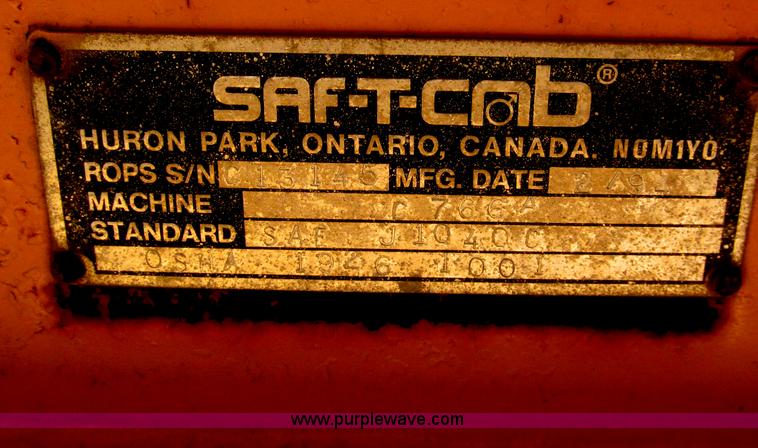 SAF-T-CAB®
HURON PARK, ONTARIO, CANADA. N0M1Y0
ROPS S/N C13145 MFG. DATE
MACHINE
STANDARD SAE J1040C
OSHA 1926 1001
www.purplewave.com